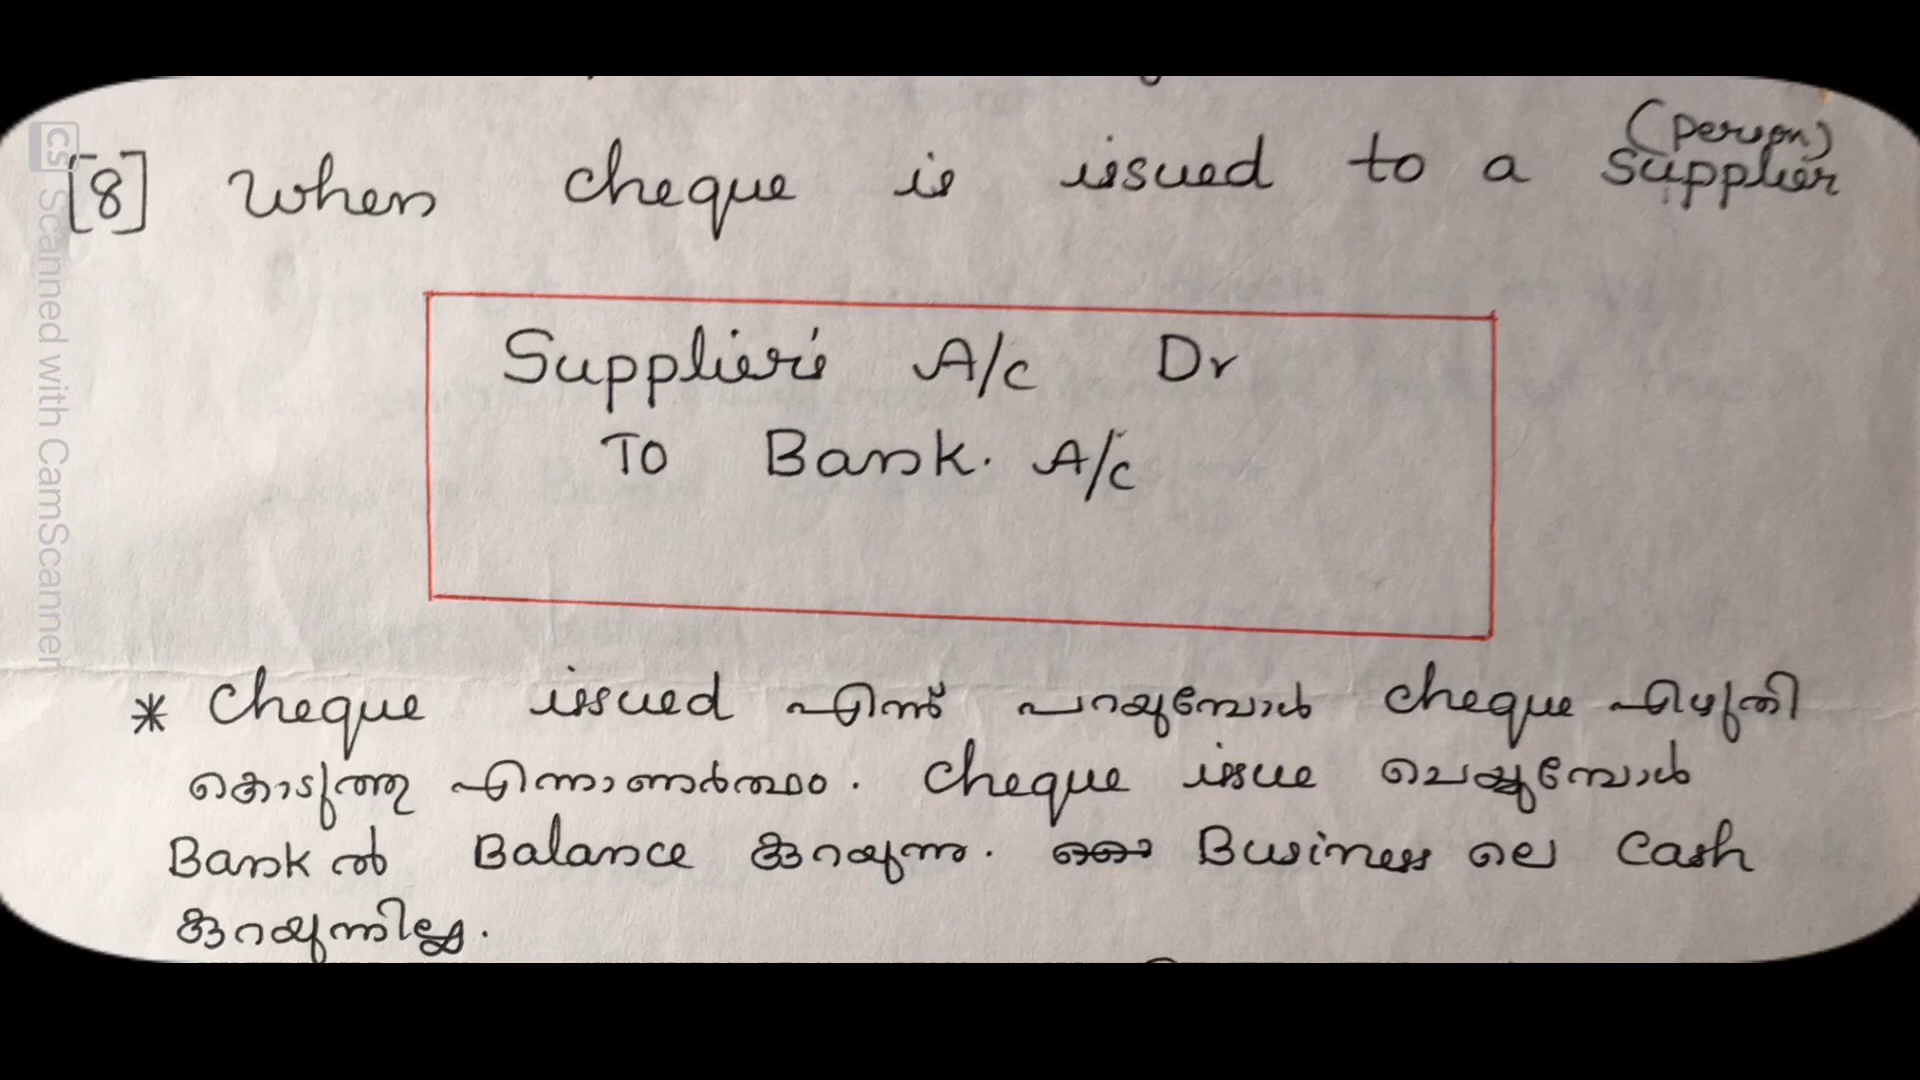 (person)
[8] When cheque is issued to a Supplier
Supplier's A/c Dr
TO Bank. A/c
* Cheque issued എന്ന് പറയുമ്പോൾ cheque എഴുതി
കൊടുത്തു എന്നാണർത്ഥം. Cheque issue ചെയ്യുമ്പോൾ
Bank ൽ Balance കുറയുന്നു. Business ലെ cash
കുറയുന്നില്ല.
CS Scanned with CamScanner